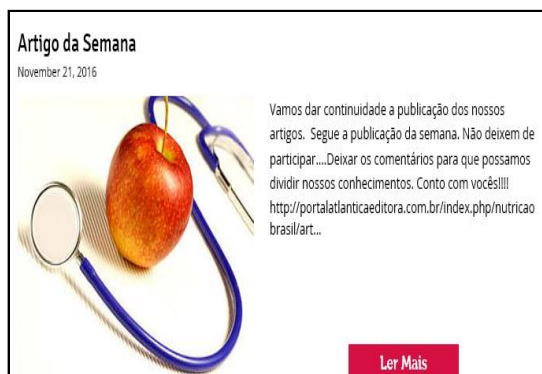 Artigo da Semana
November 21, 2016
Vamos dar continuidade a publicação dos nossos
artigos. Segue a publicação da semana. Não deixem de
participar....Deixar os comentários para que possamos
dividir nossos conhecimentos. Conto com vocês!!!!
http://portalatlanticaeditora.com.br/index.php/nutricao
brasil/art...
Ler Mais